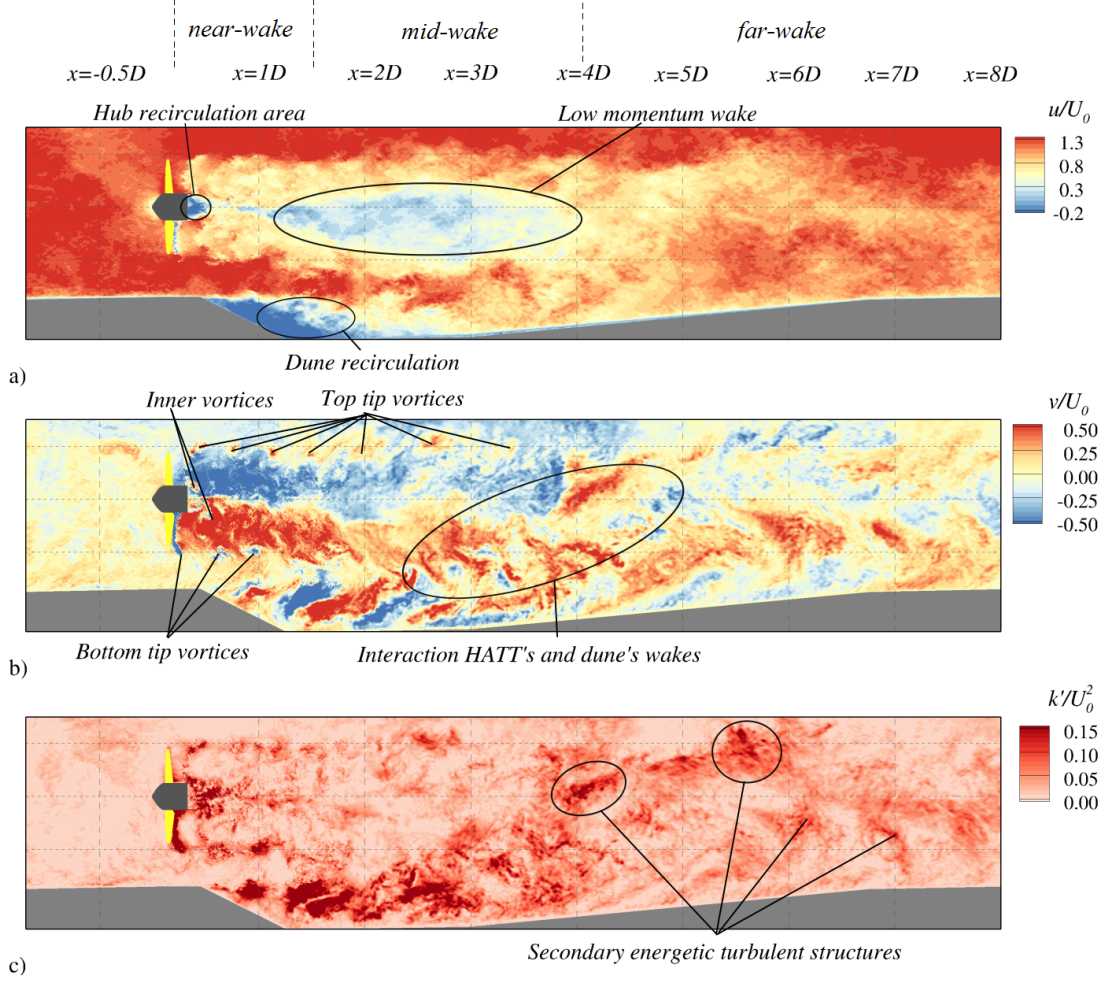 near-wake mid-wake far-wake
x=-0.5D x=1D x=2D x=3D x=4D x=5D x=6D x=7D x=8D
Hub recirculation area Low momentum wake
u/U0
1.3
0.8
0.3
-0.2
Dune recirculation
a)
Inner vortices Top tip vortices
v/U0
0.50
0.25
0.00
-0.25
-0.50
Bottom tip vortices Interaction HATT's and dune's wakes
b)
k'/U0²
0.15
0.10
0.05
0.00
Secondary energetic turbulent structures
c)